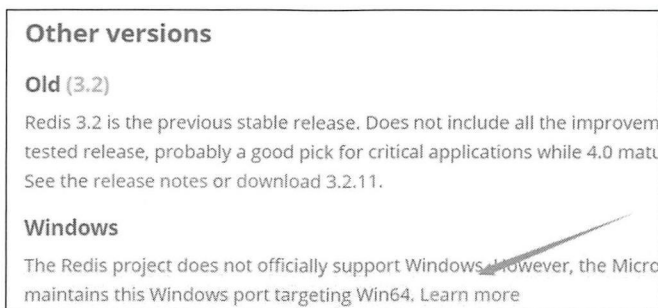 Other versions
Old (3.2)
Redis 3.2 is the previous stable release. Does not include all the
tested release, probably a good pick for critical applications while 4.0
See the release notes or download 3.2.11.
Windows
The Redis project does not officially support Windows. However, the
maintains this Windows port targeting Win64. Learn more